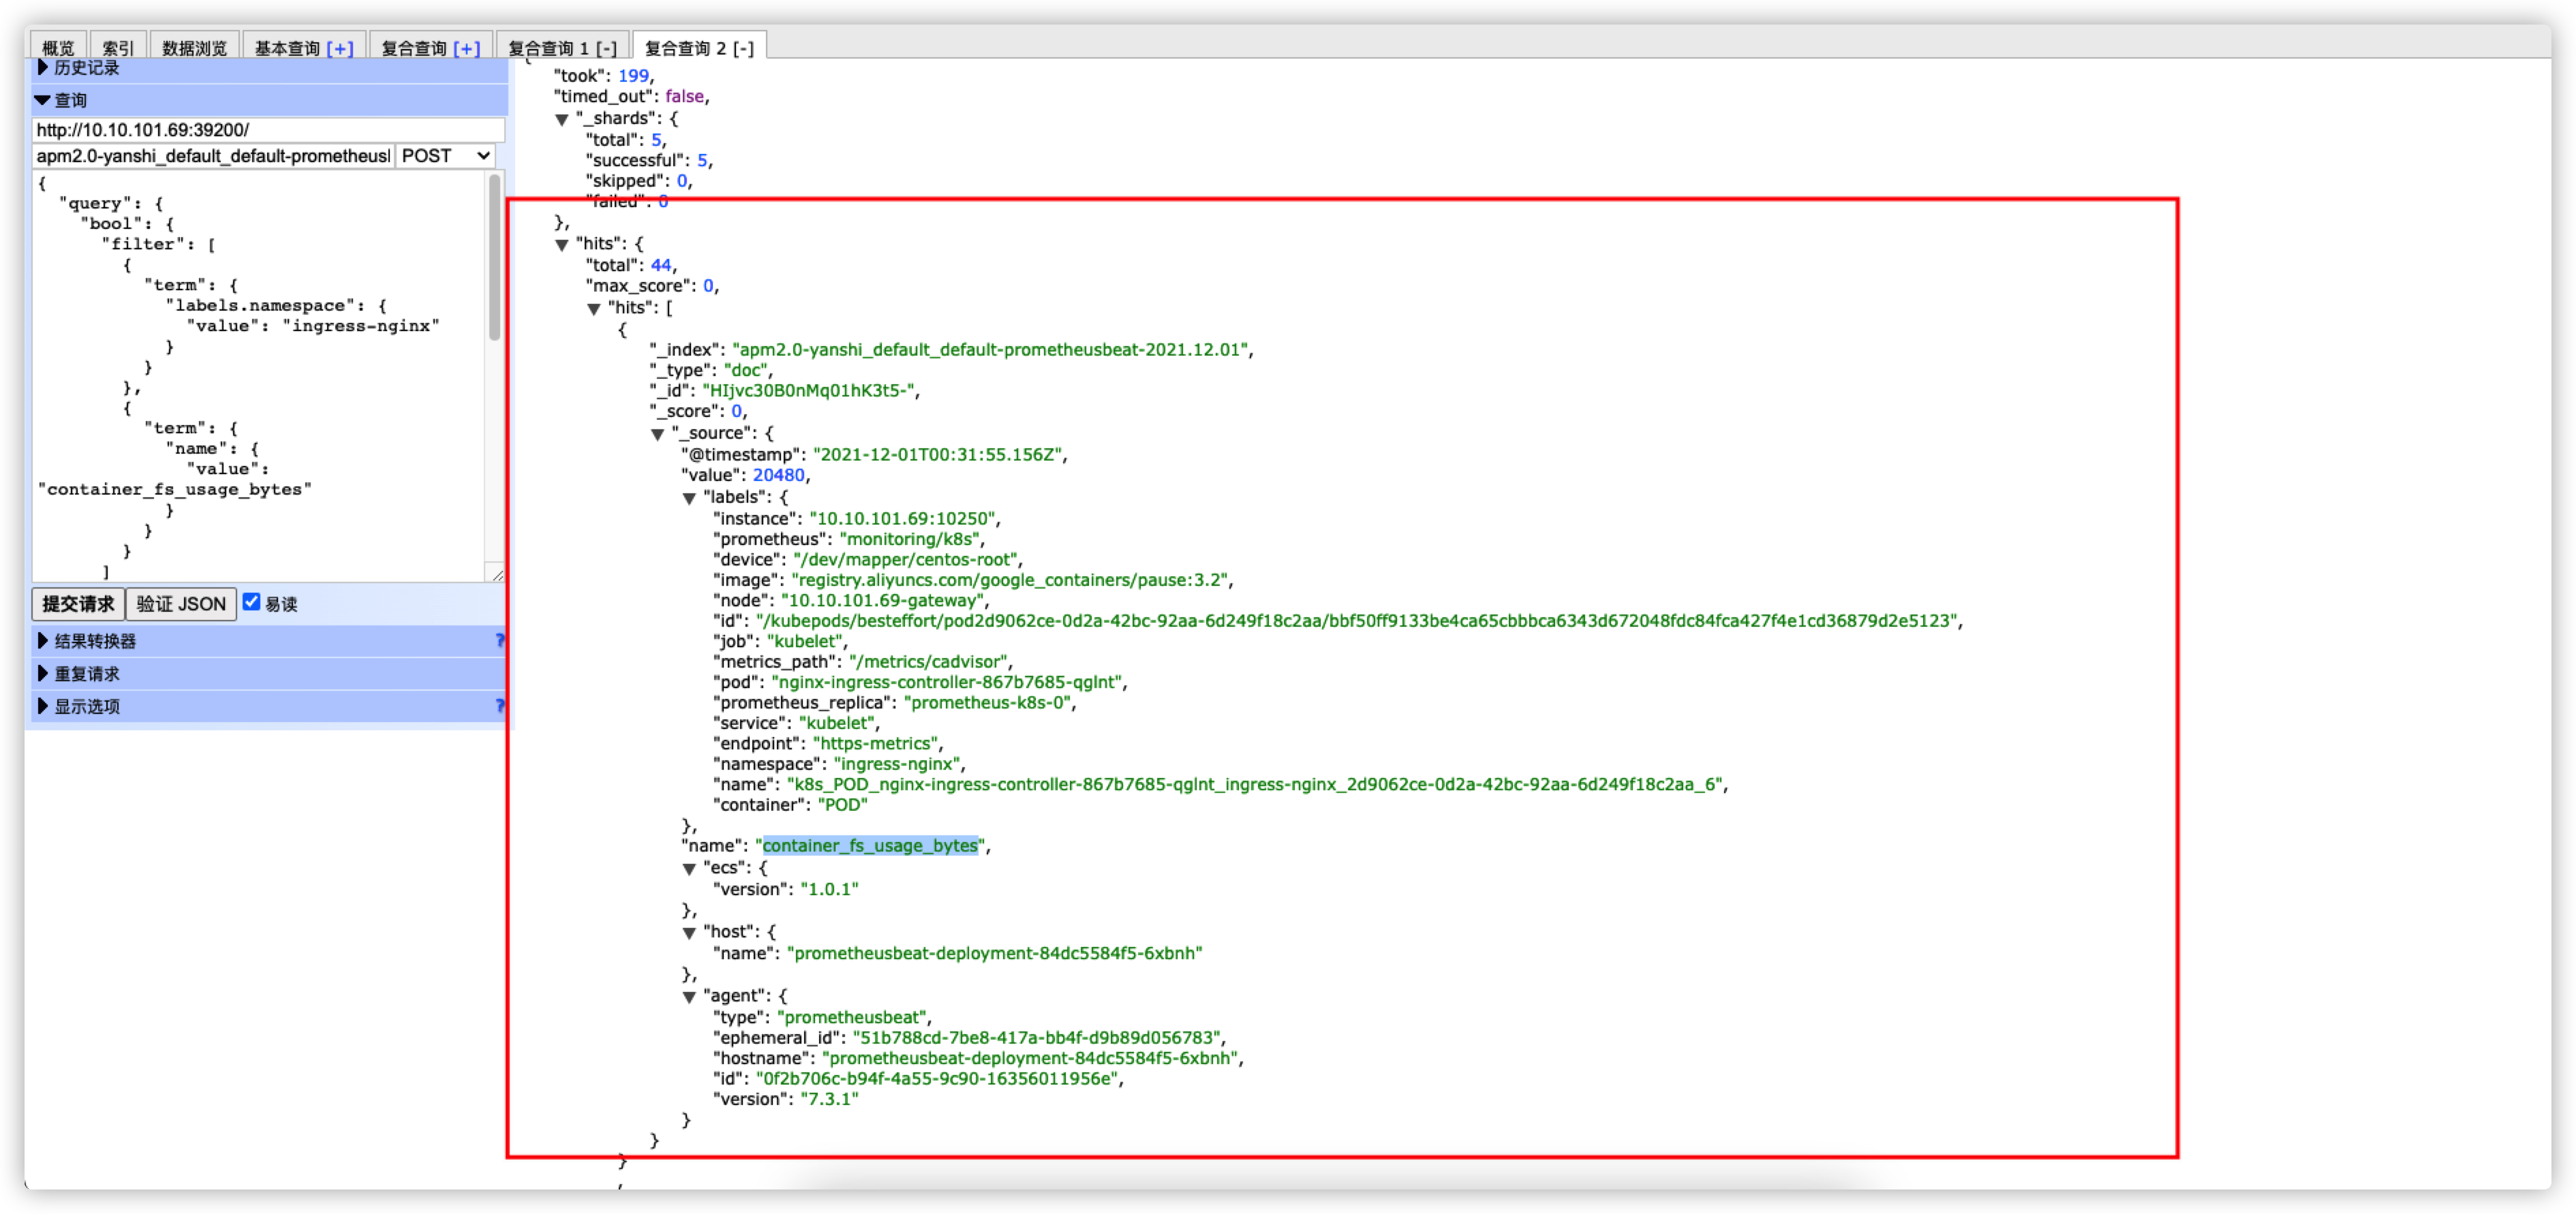 概览 索引 数据浏览 基本查询 [+] 复合查询 [+] 复合查询 1 [-] 复合查询 2 [-]
历史记录
查询
http://10.10.101.69:39200/
apm2.0-yanshi_default_default-prometheusl POST
{
"query": {
"bool": {
"filter": [
{
"term": {
"labels.namespace": {
"value": "ingress-nginx"
}
}
},
{
"term": {
"name": {
"value":
"container_fs_usage_bytes"
}
}
}
]
提交请求 验证 JSON 易读
结果转换器 ?
重复请求
显示选项 ?
{
"took": 199,
"timed_out": false,
"_shards": {
"total": 5,
"successful": 5,
"skipped": 0,
"failed": 0
},
"hits": {
"total": 44,
"max_score": 0,
"hits": [
{
"_index": "apm2.0-yanshi_default_default-prometheusbeat-2021.12.01",
"_type": "doc",
"_id": "HIjvc30B0nMq01hK3t5-",
"_score": 0,
"_source": {
"@timestamp": "2021-12-01T00:31:55.156Z",
"value": 20480,
"labels": {
"instance": "10.10.101.69:10250",
"prometheus": "monitoring/k8s",
"device": "/dev/mapper/centos-root",
"image": "registry.aliyuncs.com/google_containers/pause:3.2",
"node": "10.10.101.69-gateway",
"id": "/kubepods/besteffort/pod2d9062ce-0d2a-42bc-92aa-6d249f18c2aa/bbf50ff9133be4ca65cbbbca6343d672048fdc84fca427f4e1cd36879d2e5123",
"job": "kubelet",
"metrics_path": "/metrics/cadvisor",
"pod": "nginx-ingress-controller-867b7685-qglnt",
"prometheus_replica": "prometheus-k8s-0",
"service": "kubelet",
"endpoint": "https-metrics",
"namespace": "ingress-nginx",
"name": "k8s_POD_nginx-ingress-controller-867b7685-qglnt_ingress-nginx_2d9062ce-0d2a-42bc-92aa-6d249f18c2aa_6",
"container": "POD"
},
"name": "container_fs_usage_bytes",
"ecs": {
"version": "1.0.1"
},
"host": {
"name": "prometheusbeat-deployment-84dc5584f5-6xbnh"
},
"agent": {
"type": "prometheusbeat",
"ephemeral_id": "51b788cd-7be8-417a-bb4f-d9b89d056783",
"hostname": "prometheusbeat-deployment-84dc5584f5-6xbnh",
"id": "0f2b706c-b94f-4a55-9c90-16356011956e",
"version": "7.3.1"
}
}
}
,